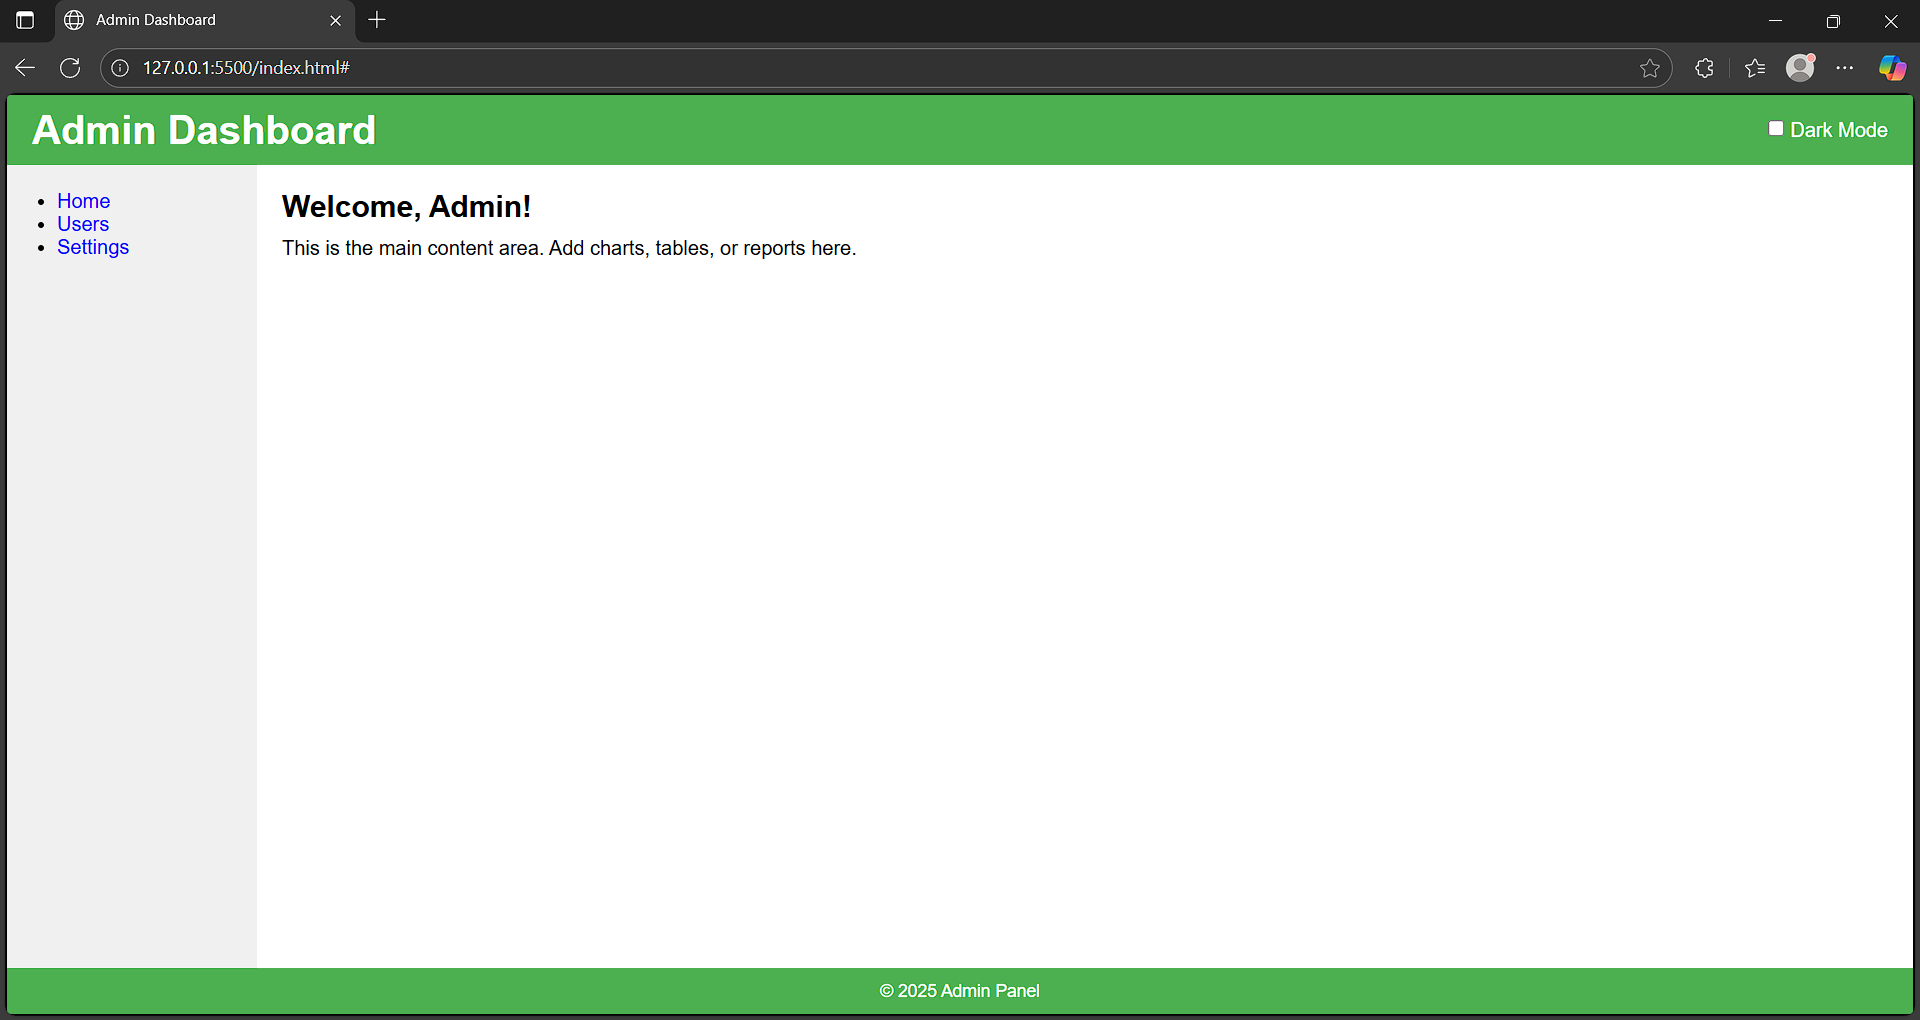 Admin Dashboard
127.0.0.1:5500/index.html#
Admin Dashboard
Dark Mode
Home
Users
Settings
Welcome, Admin!
This is the main content area. Add charts, tables, or reports here.
© 2025 Admin Panel